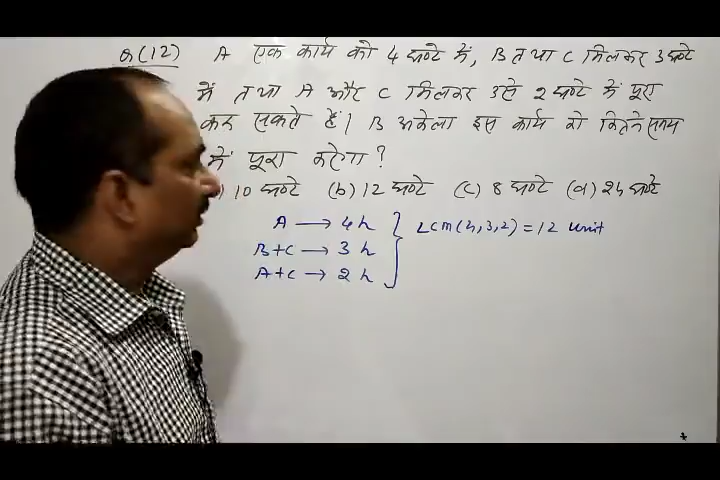 Q(12) A एक कार्य को 4 घण्टे में, B तथा C मिलकर 3 घण्टे
में तथा A और C मिलकर उसे 2 घण्टे में पूरा
कर सकते हैं। B अकेला इस कार्य को कितने समय
में पूरा करेगा?
) 10 घण्टे (b) 12 घण्टे (c) 8 घण्टे (d) 24 घण्टे
A → 4 h } LCM(4,3,2) = 12 unit
B+C → 3 h
A+C → 2 h
*